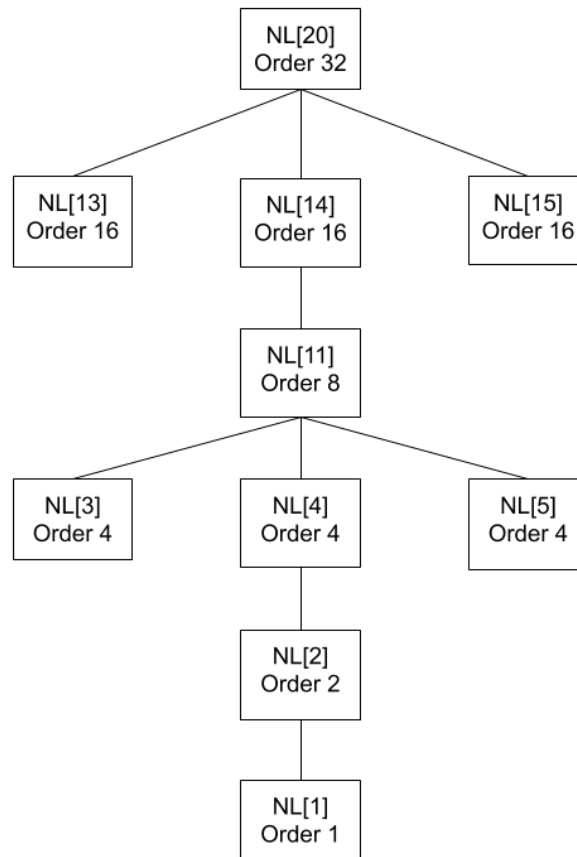 NL[20]
Order 32
NL[13]
Order 16
NL[14]
Order 16
NL[15]
Order 16
NL[11]
Order 8
NL[3]
Order 4
NL[4]
Order 4
NL[5]
Order 4
NL[2]
Order 2
NL[1]
Order 1